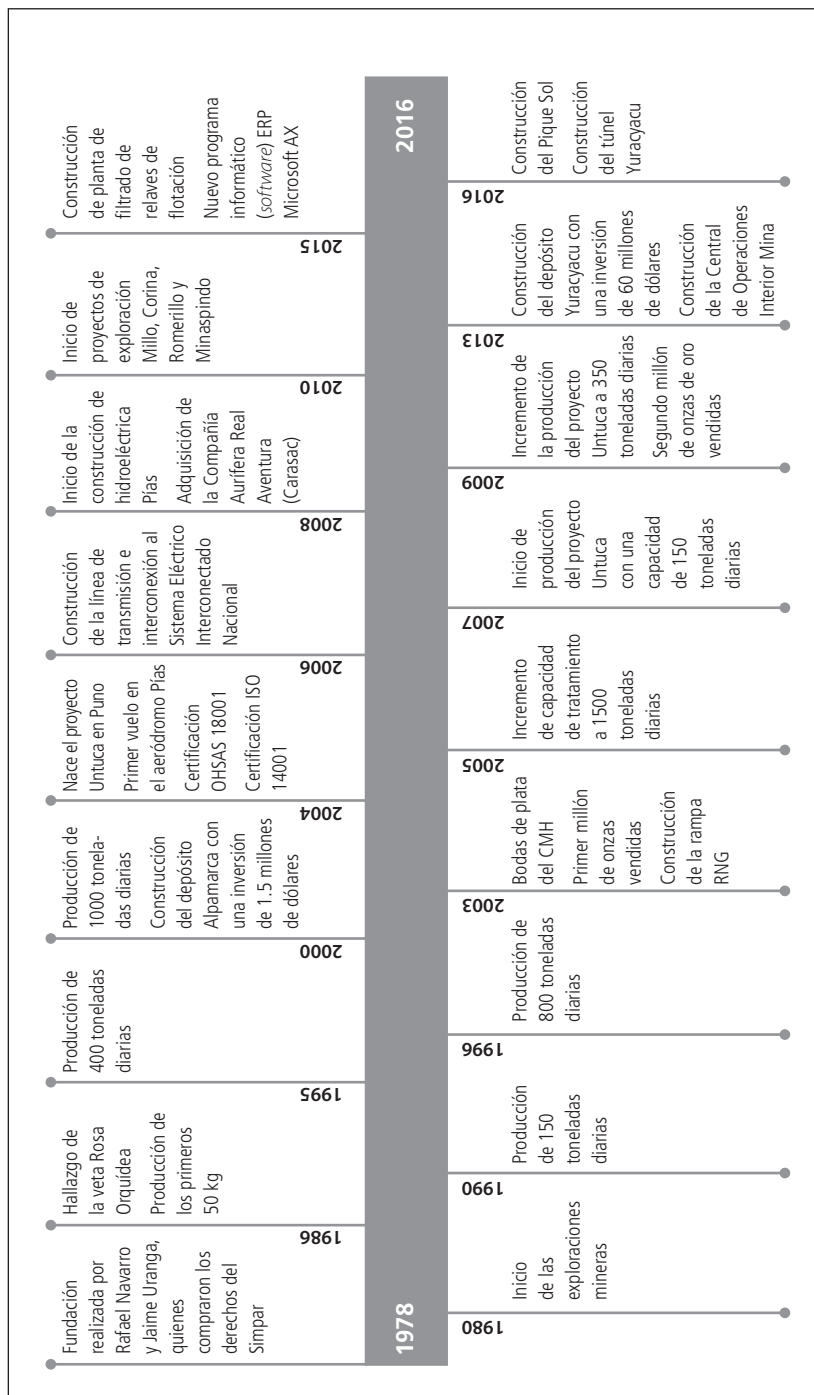 Fundación
realizada por
Rafael Navarro
y Jaime Uranga,
quienes
compraron los
derechos del
Simpar
1986
Hallazgo de
la veta Rosa
Orquídea
Producción de
los primeros
50 kg
1995
Producción de
400 toneladas
diarias
2000
Producción de
1000 tonela-
das diarias
Construcción
del depósito
Alpamarca con
una inversión
de 1.5 millones
de dólares
2004
Nace el proyecto
Untuca en Puno
Primer vuelo en
el aeródromo Pías
Certificación
OHSAS 18001
Certificación ISO
14001
2006
Construcción
de la línea de
transmisión e
interconexión al
Sistema Eléctrico
Interconectado
Nacional
2008
Inicio de la
construcción de
hidroeléctrica
Pías
Adquisición de
la Compañía
Aurífera Real
Aventura
(Carasac)
2010
Inicio de
proyectos de
exploración
Millo, Corina,
Romerillo y
Minaspindo
2015
Construcción
de planta de
filtrado de
relaves de
flotación
Nuevo programa
informático
(software) ERP
Microsoft AX
1978
2016
1980
Inicio
de las
exploraciones
mineras
1990
Producción
de 150
toneladas
diarias
1996
Producción de
800 toneladas
diarias
2003
Bodas de plata
del CMH
Primer millón
de onzas
vendidas
Construcción
de la rampa
RNG
2005
Incremento
de capacidad
de tratamiento
a 1500
toneladas
diarias
2007
Inicio de
producción
del proyecto
Untuca
con una
capacidad
de 150
toneladas
diarias
2009
Incremento de
la producción
del proyecto
Untuca a 350
toneladas diarias
Segundo millón
de onzas de oro
vendidas
2013
Construcción
del depósito
Yuracyacu con
una inversión
de 60 millones
de dólares
Construcción
de la Central
de Operaciones
Interior Mina
2016
Construcción
del Pique Sol
Construcción
del túnel
Yuracyacu